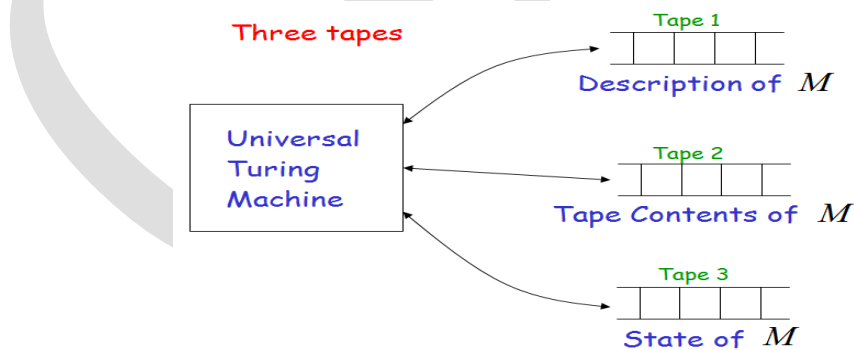 Three tapes
Tape 1
Description of M
Universal
Turing
Machine
Tape 2
Tape Contents of M
Tape 3
State of M